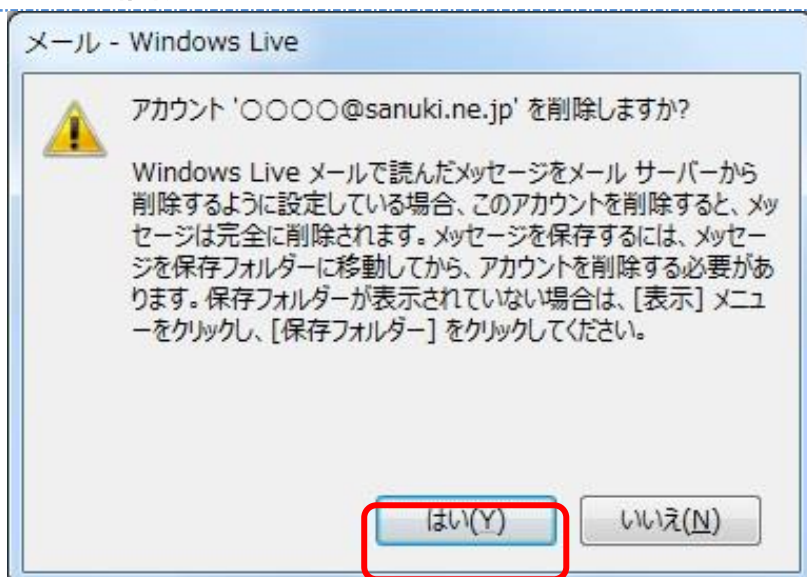 メール - Windows Live
アカウント '○○○○@sanuki.ne.jp' を削除しますか?
Windows Live メールで読んだメッセージをメール サーバーから
削除するように設定している場合、このアカウントを削除すると、メッ
セージは完全に削除されます。メッセージを保存するには、メッセー
ジを保存フォルダーに移動してから、アカウントを削除する必要があ
ります。保存フォルダーが表示されていない場合は、[表示] メニュ
ーをクリックし、[保存フォルダー] をクリックしてください。
はい(Y) いいえ(N)